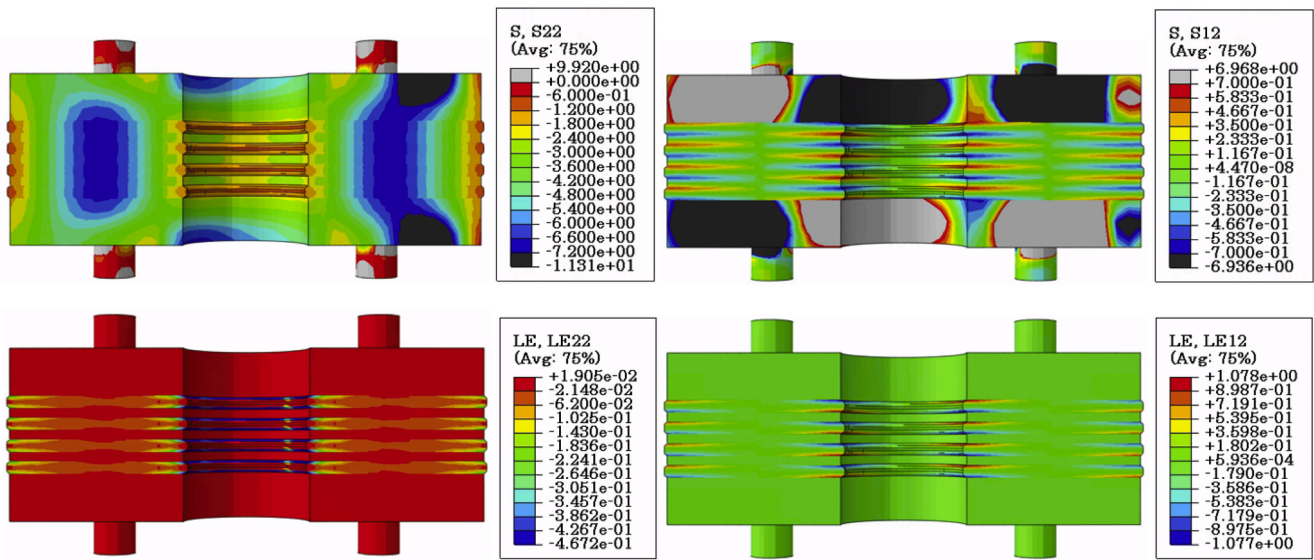 S, S22
(Avg: 75%)
+9.920e+00
+0.000e+00
-6.000e-01
-1.200e+00
-1.800e+00
-2.400e+00
-3.000e+00
-3.600e+00
-4.200e+00
-4.800e+00
-5.400e+00
-6.000e+00
-6.600e+00
-7.200e+00
-1.131e+01
S, S12
(Avg: 75%)
+6.968e+00
+7.000e-01
+5.833e-01
+4.667e-01
+3.500e-01
+2.333e-01
+1.167e-01
+4.470e-08
-1.167e-01
-2.333e-01
-3.500e-01
-4.667e-01
-5.833e-01
-7.000e-01
-6.936e+00
LE, LE22
(Avg: 75%)
+1.905e-02
-2.148e-02
-6.200e-02
-1.025e-01
-1.430e-01
-1.836e-01
-2.241e-01
-2.646e-01
-3.051e-01
-3.457e-01
-3.862e-01
-4.267e-01
-4.672e-01
LE, LE12
(Avg: 75%)
+1.078e+00
+8.987e-01
+7.191e-01
+5.395e-01
+3.598e-01
+1.802e-01
+5.936e-04
-1.790e-01
-3.586e-01
-5.383e-01
-7.179e-01
-8.975e-01
-1.077e+00